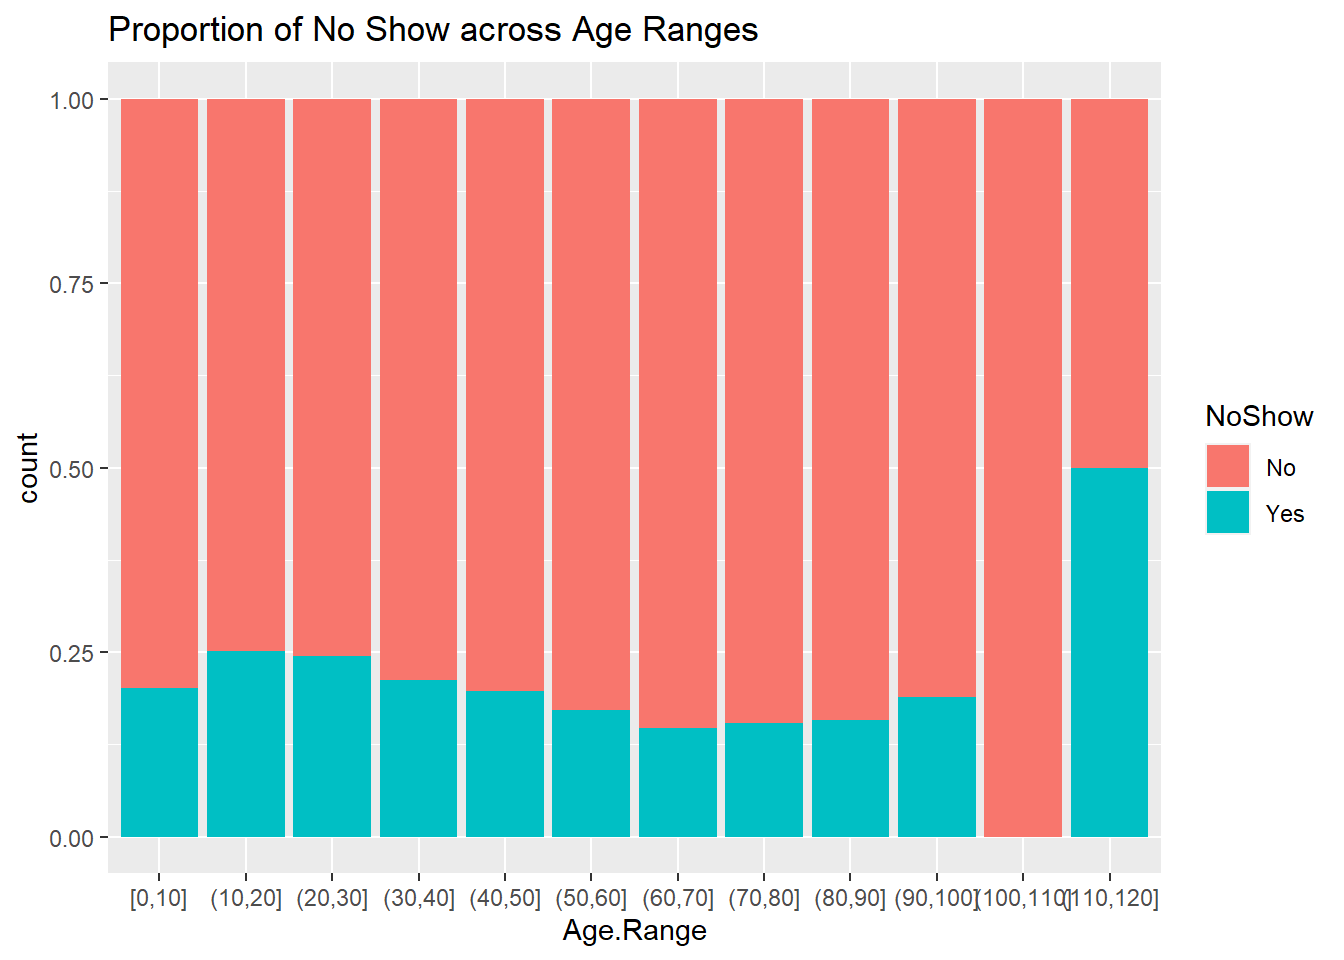 Proportion of No Show across Age Ranges
1.00
0.75
0.50
0.25
0.00
count
[0,10] (10,20] (20,30] (30,40] (40,50] (50,60] (60,70] (70,80] (80,90] (90,100] (100,110] (110,120]
Age.Range
NoShow
No
Yes